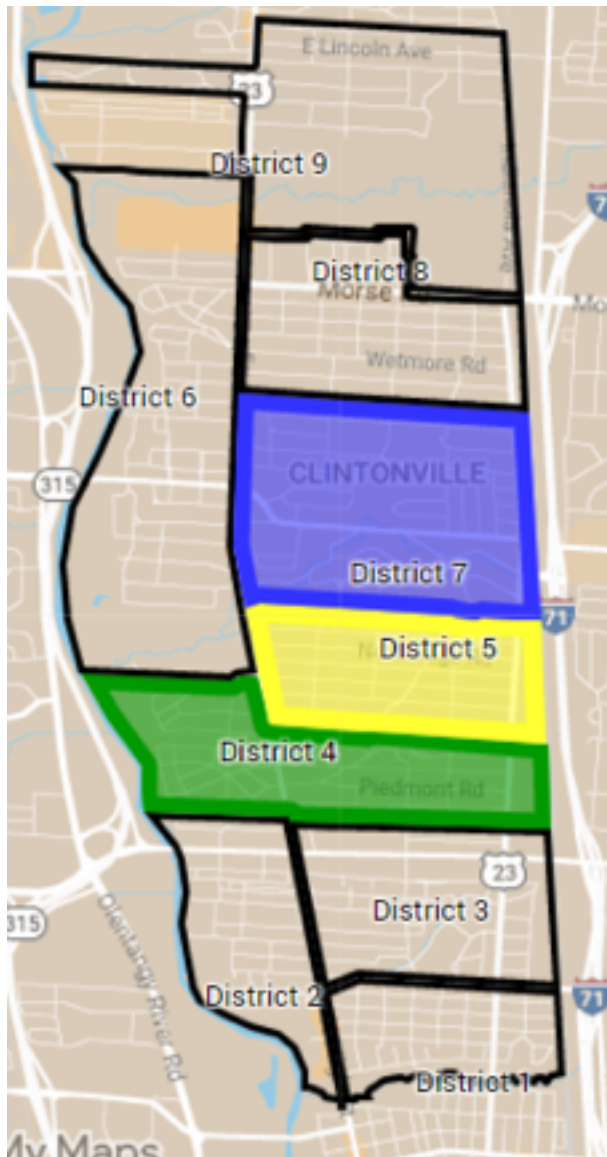 E Lincoln Ave
23
District 9
71
District 8
Morse
Mo
Wetmore Rd
District 6
CLINTONVILLE
315
District 7
71
District 5
District 4
Piedmont Rd
23
District 3
315
Olentangy River Rd
District 2
71
District 1
My Maps